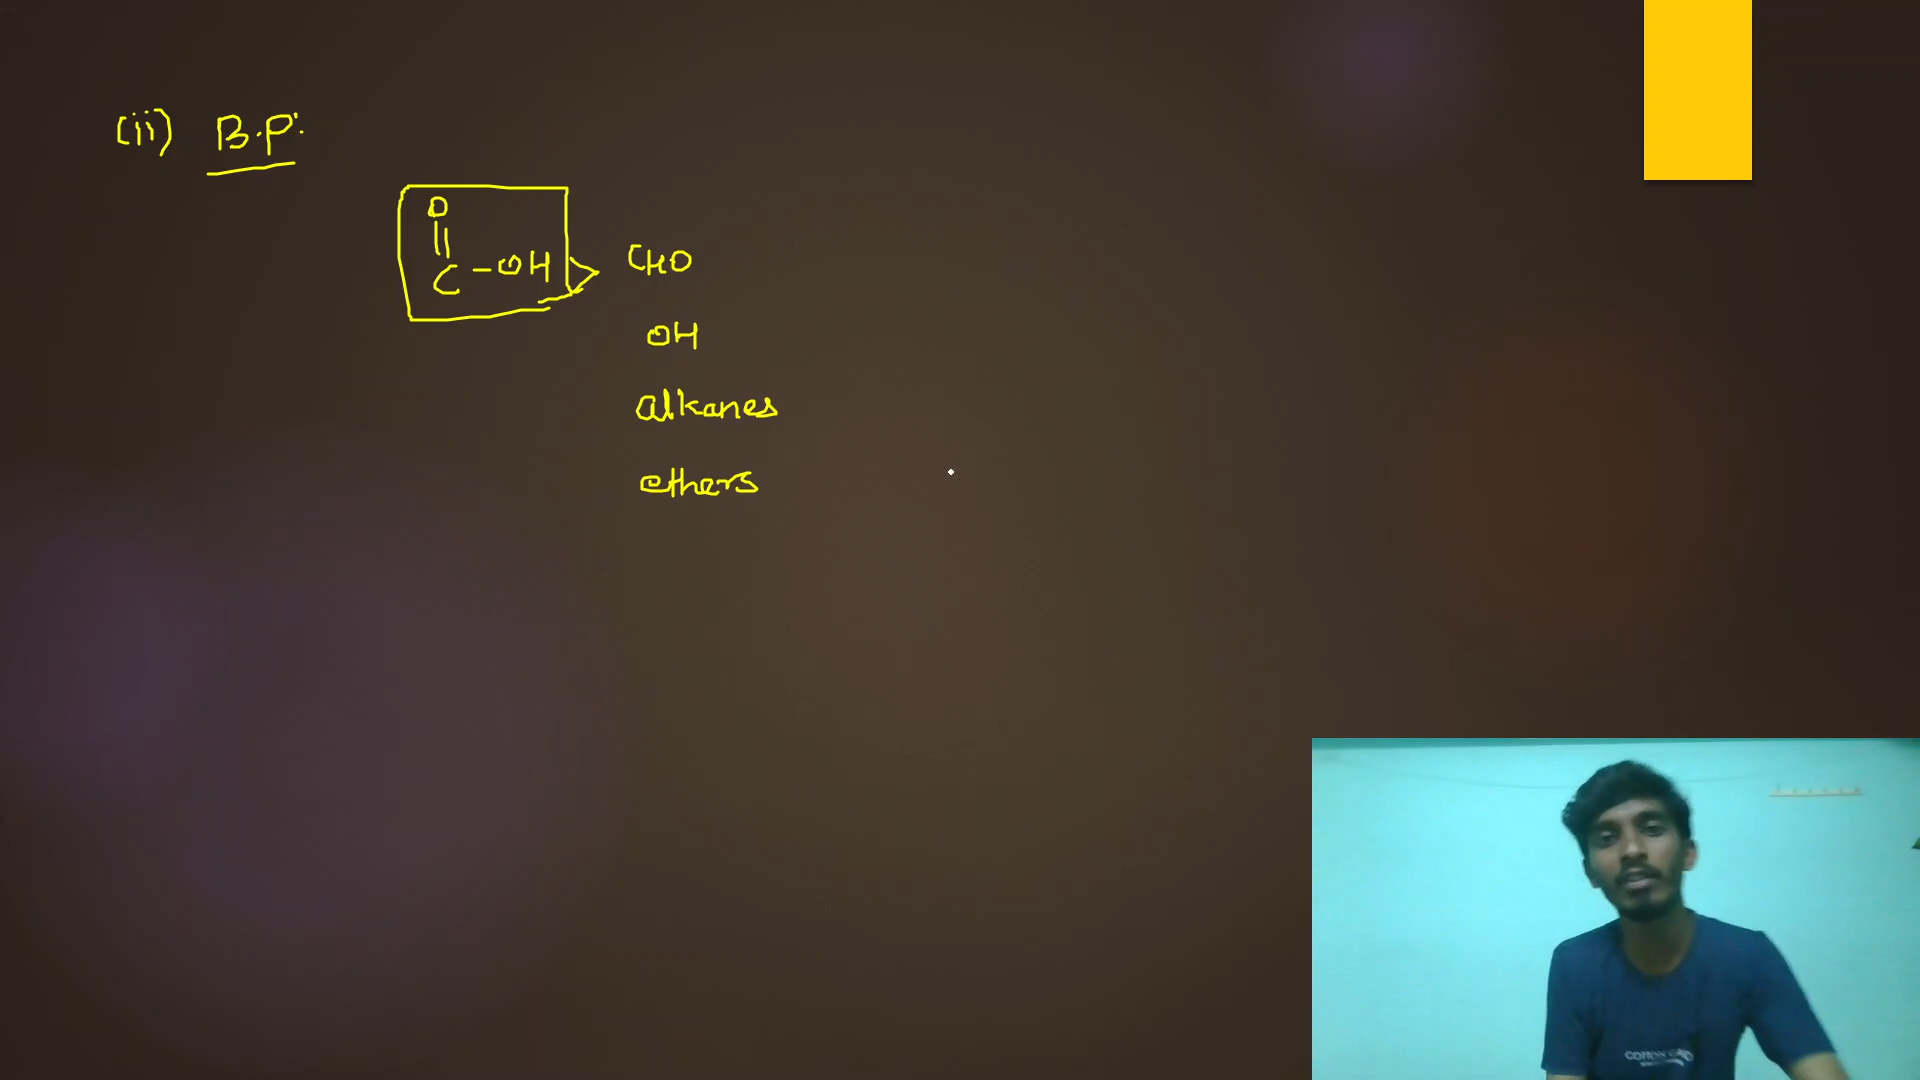 (ii) B.P:
O
||
C - OH > CHO
OH
alkanes
ethers